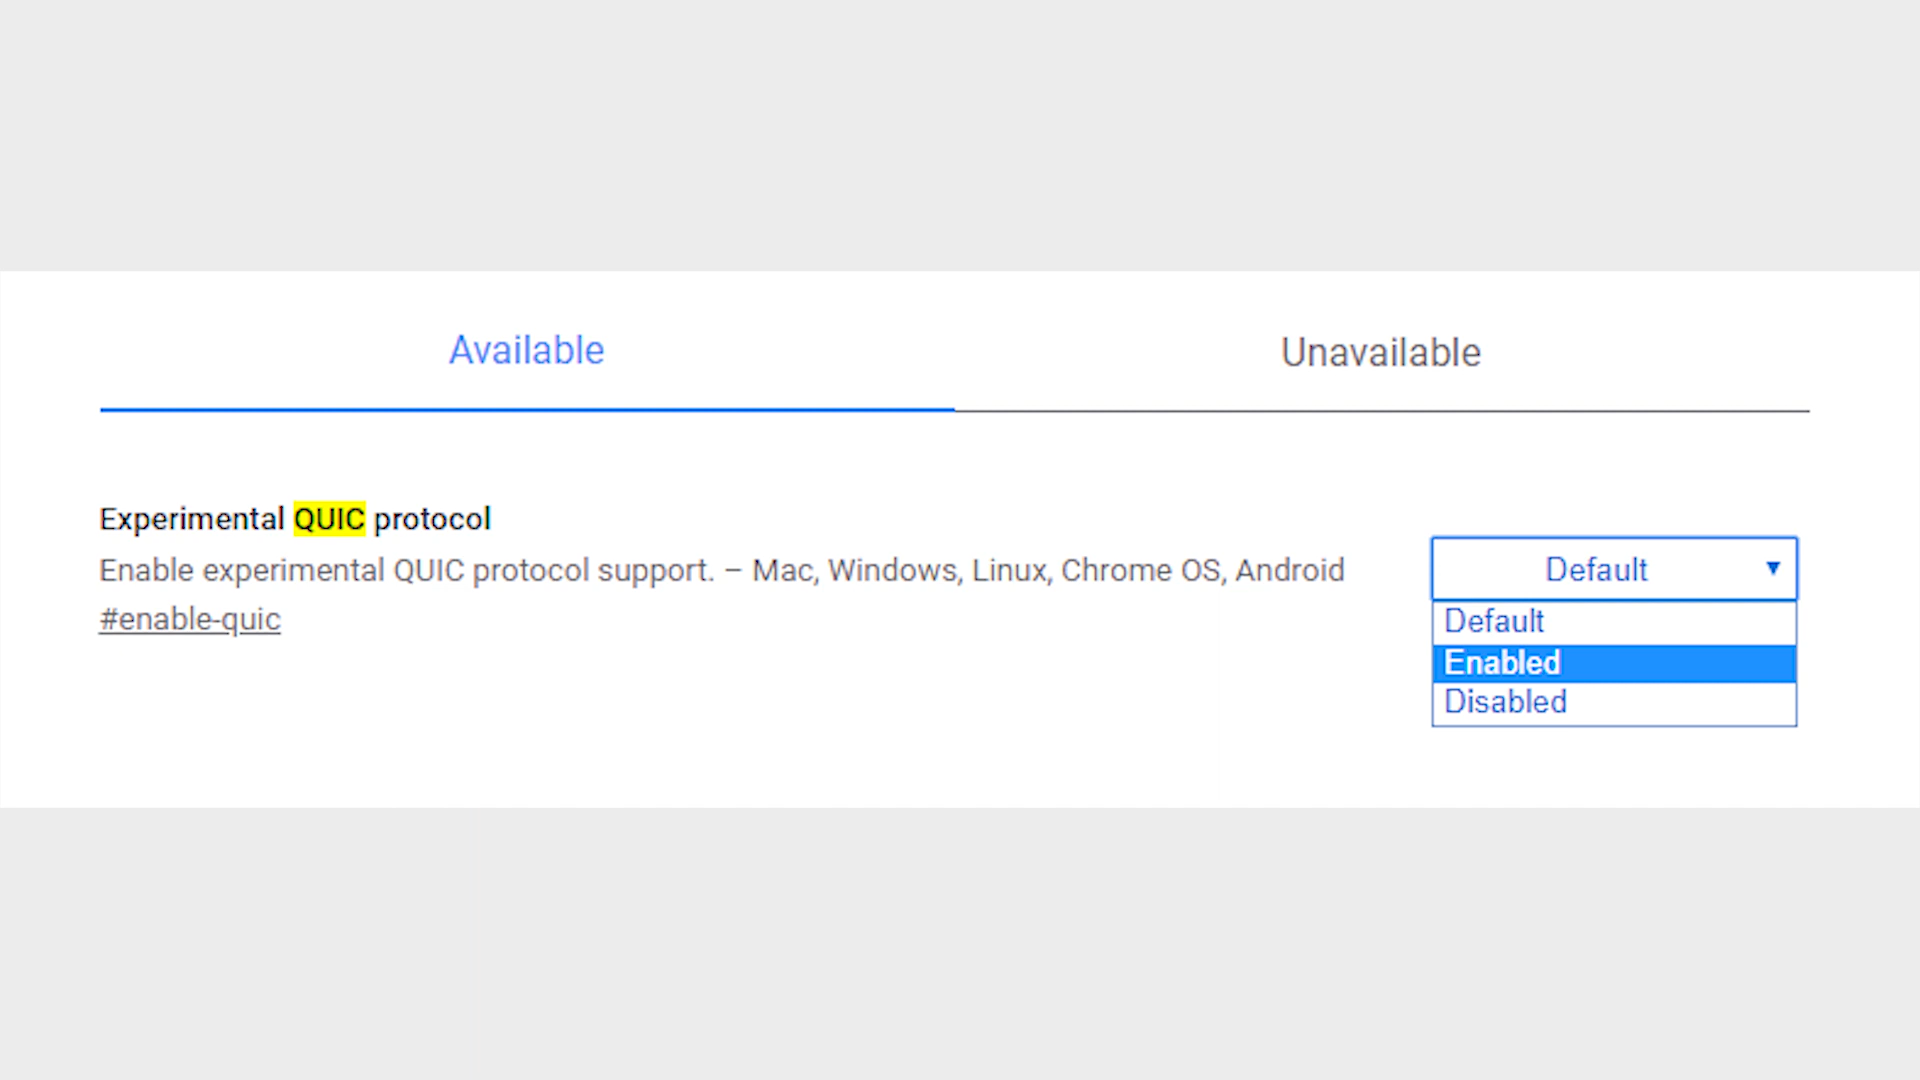 Available
Unavailable
Experimental QUIC protocol
Enable experimental QUIC protocol support. – Mac, Windows, Linux, Chrome OS, Android
#enable-quic
Default ▼
Default
Enabled
Disabled